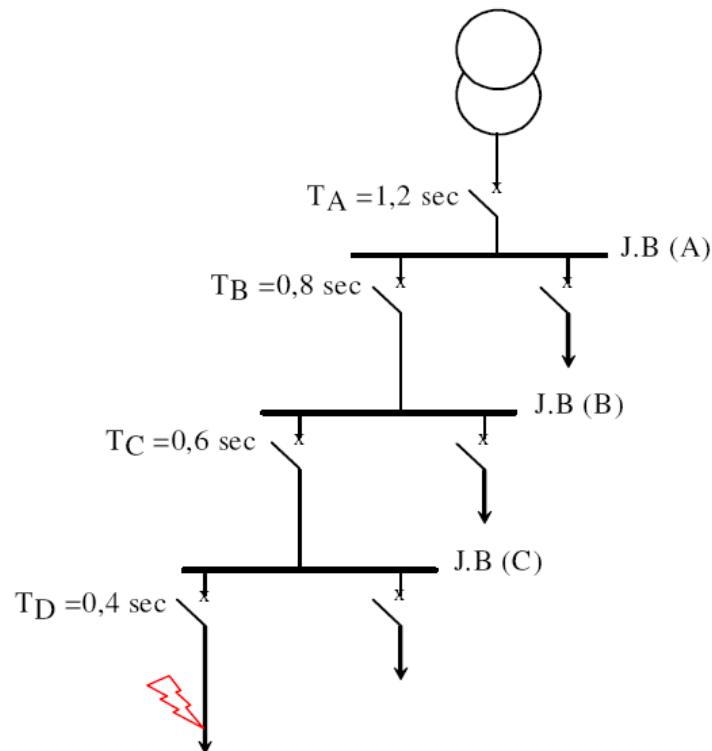 TA =1,2 sec
J.B (A)
TB =0,8 sec
J.B (B)
TC =0,6 sec
J.B (C)
TD =0,4 sec